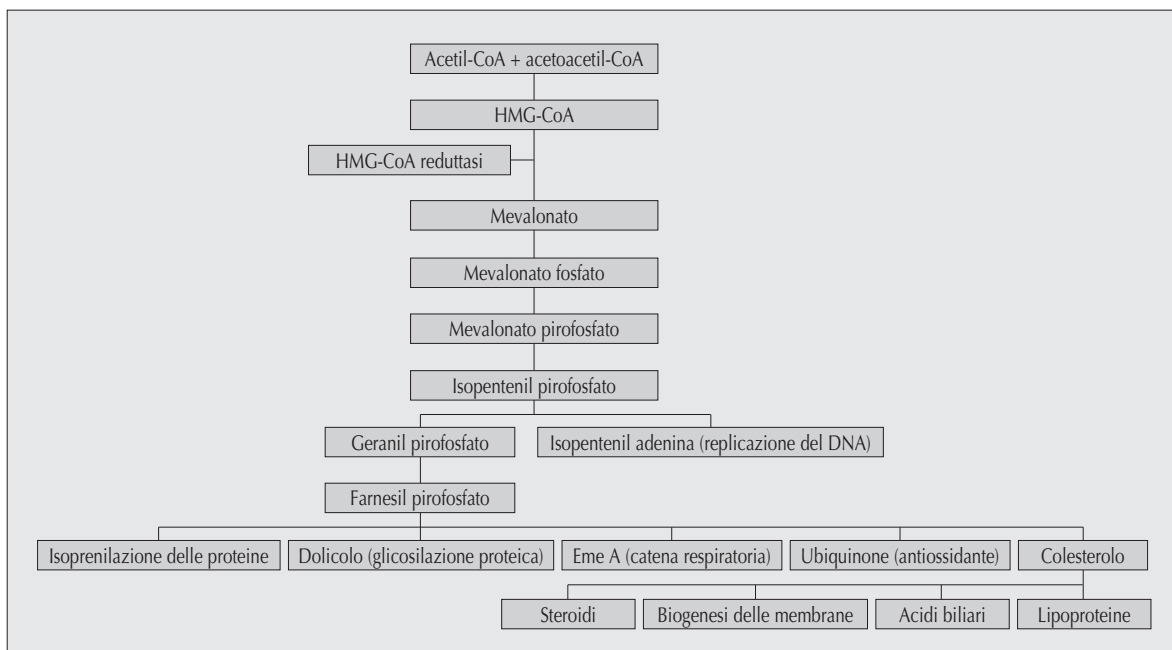 Acetil-CoA + acetoacetil-CoA
HMG-CoA
HMG-CoA reduttasi
Mevalonato
Mevalonato fosfato
Mevalonato pirofosfato
Isopentenil pirofosfato
Geranil pirofosfato
Isopentenil adenina (replicazione del DNA)
Farnesil pirofosfato
Isoprenilazione delle proteine
Dolicolo (glicosilazione proteica)
Eme A (catena respiratoria)
Ubiquinone (antiossidante)
Colesterolo
Steroidi
Biogenesi delle membrane
Acidi biliari
Lipoproteine